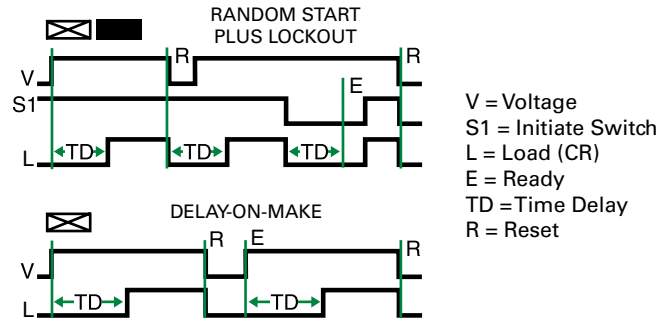 RANDOM START
PLUS LOCKOUT
R R
V
E
S1
TD TD TD
L
V = Voltage
S1 = Initiate Switch
L = Load (CR)
E = Ready
TD =Time Delay
R = Reset
DELAY-ON-MAKE
R E R
V
TD TD
L